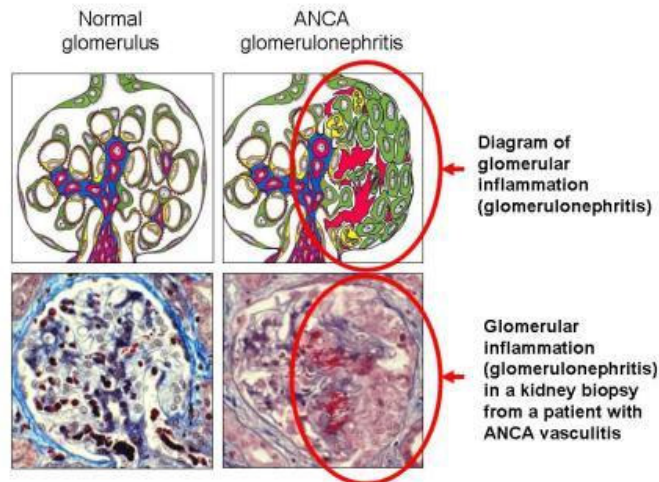 Normal
glomerulus
ANCA
glomerulonephritis
Diagram of
glomerular
inflammation
(glomerulonephritis)
Glomerular
inflammation
(glomerulonephritis)
in a kidney biopsy
from a patient with
ANCA vasculitis